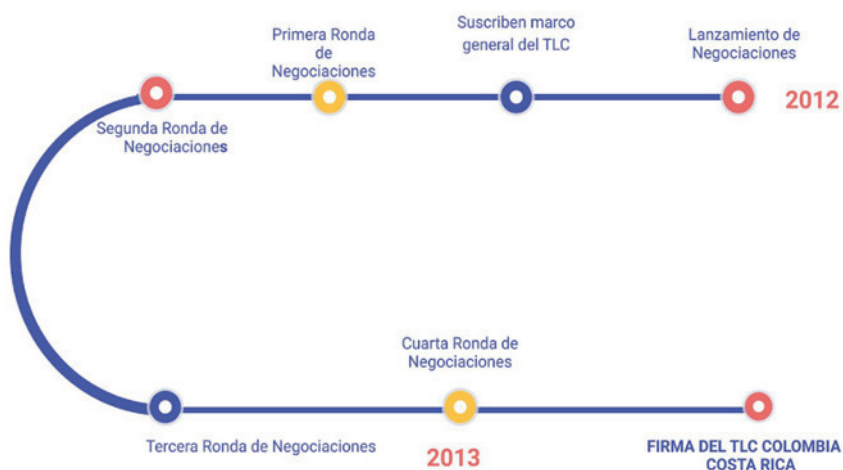 Primera Ronda
de
Negociaciones
Suscriben marco
general del TLC
Lanzamiento de
Negociaciones
2012
Segunda Ronda de
Negociaciones
Cuarta Ronda de
Negociaciones
Tercera Ronda de Negociaciones
2013
FIRMA DEL TLC COLOMBIA
COSTA RICA